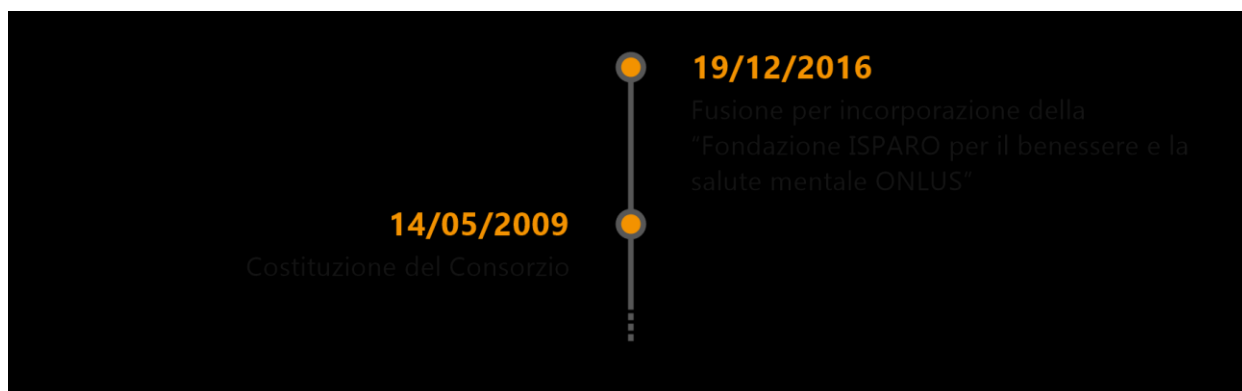 19/12/2016
Fusione per incorporazione della
"Fondazione ISPARO per il benessere e la
salute mentale ONLUS"
14/05/2009
Costituzione del Consorzio